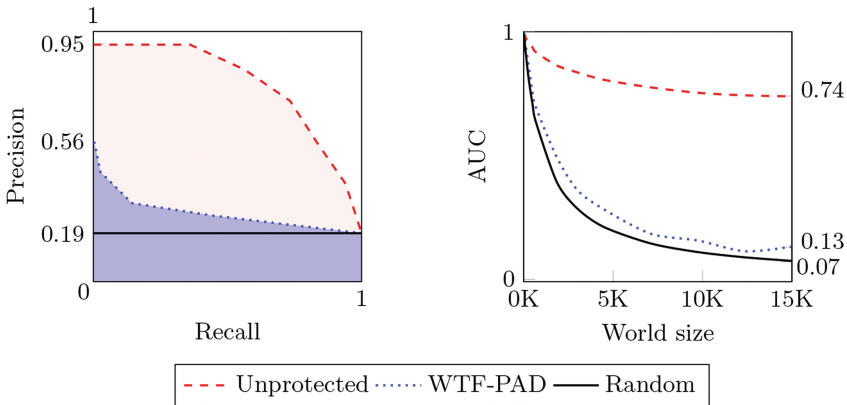 1
0.95
0.56
0.19
0
1
Precision
Recall
1
0
AUC
0K 5K 10K 15K
World size
0.74
0.13
0.07
Unprotected WTF-PAD Random